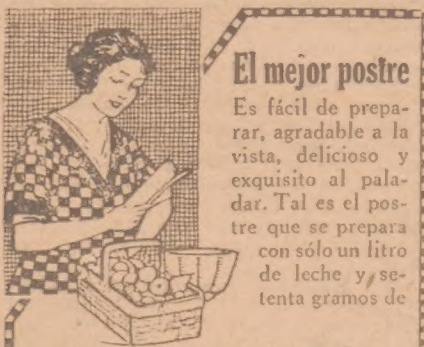 El mejor postre
Es fácil de prepa-
rar, agradable a la
vista, delicioso y
exquisito al pala-
dar. Tal es el pos-
tre que se prepara
con sólo un litro
de leche y se-
tenta gramos de